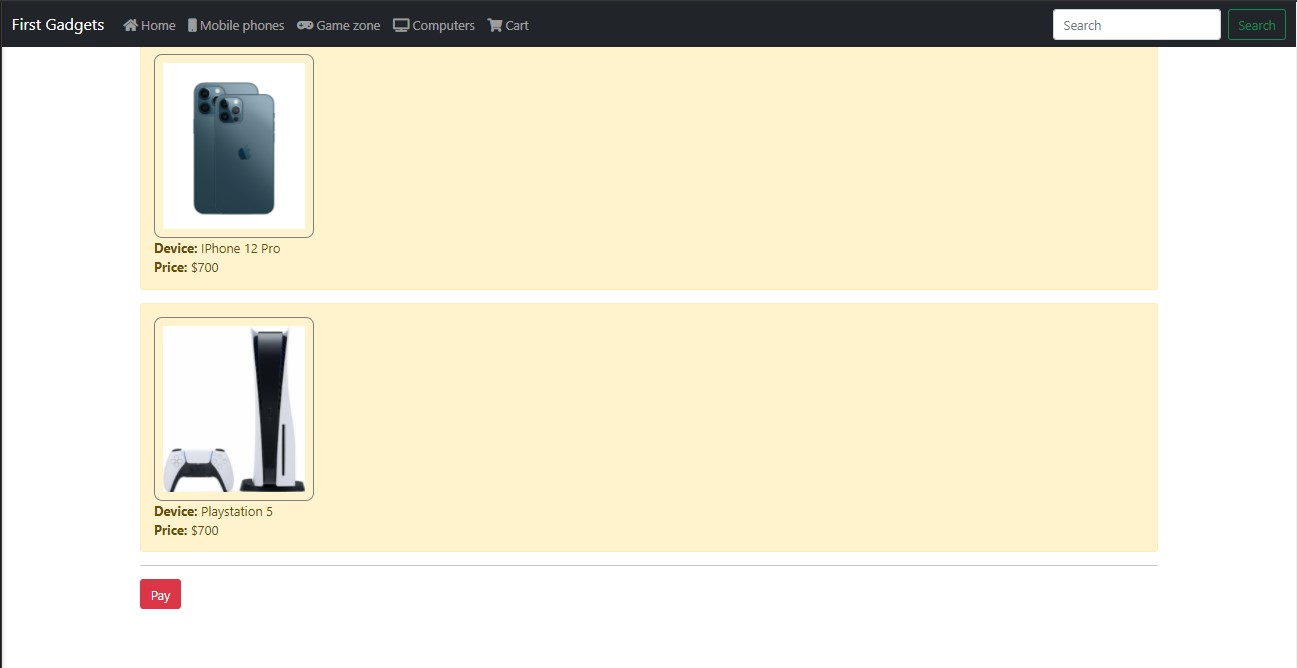 First Gadgets Home Mobile phones Game zone Computers Cart Search Search
Device: IPhone 12 Pro
Price: $700
Device: Playstation 5
Price: $700
Pay